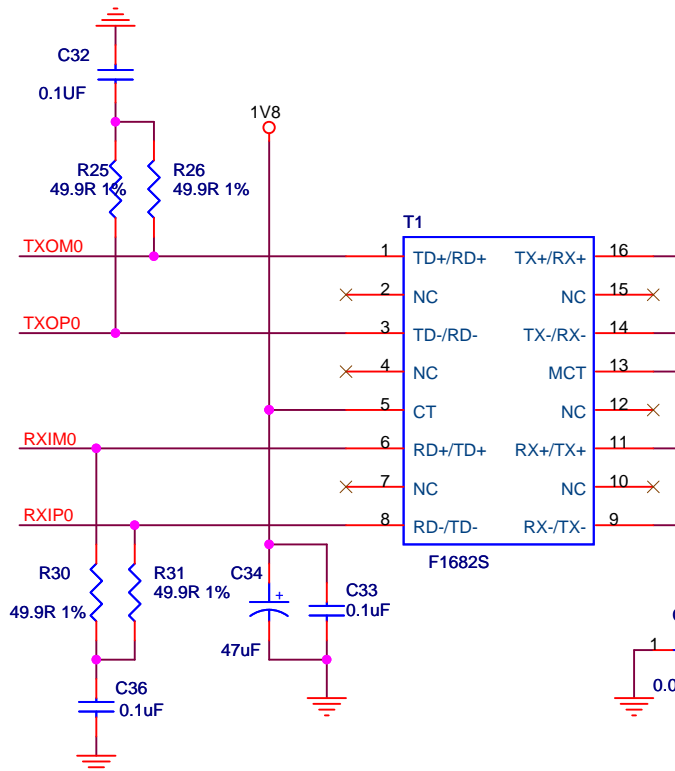 C32
0.1UF
1V8
R25
49.9R 1%
R26
49.9R 1%
T1
TXOM0
1
TD+/RD+
TX+/RX+
16
2
NC
NC
15
TXOP0
3
TD-/RD-
TX-/RX-
14
4
NC
MCT
13
5
CT
NC
12
RXIM0
6
RD+/TD+
RX+/TX+
11
7
NC
NC
10
RXIP0
8
RD-/TD-
RX-/TX-
9
F1682S
R30
49.9R 1%
R31
49.9R 1%
C34
+
47uF
C33
0.1uF
1
C36
0.1uF